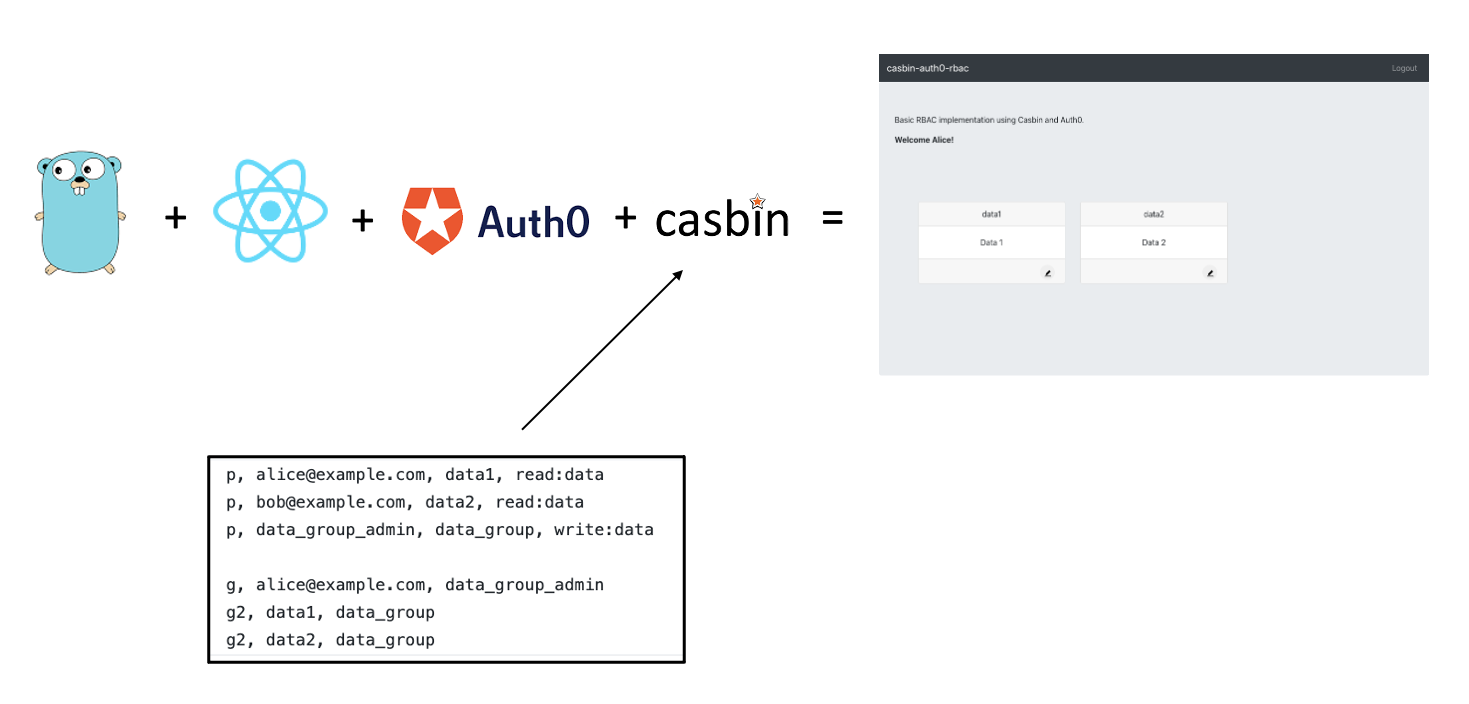 + + Auth0 + casbin =
casbin-auth0-rbac Logout
Basic RBAC implementation using Casbin and Auth0.
Welcome Alice!
data1 data2
Data 1 Data 2
p, alice@example.com, data1, read:data
p, bob@example.com, data2, read:data
p, data_group_admin, data_group, write:data
g, alice@example.com, data_group_admin
g2, data1, data_group
g2, data2, data_group